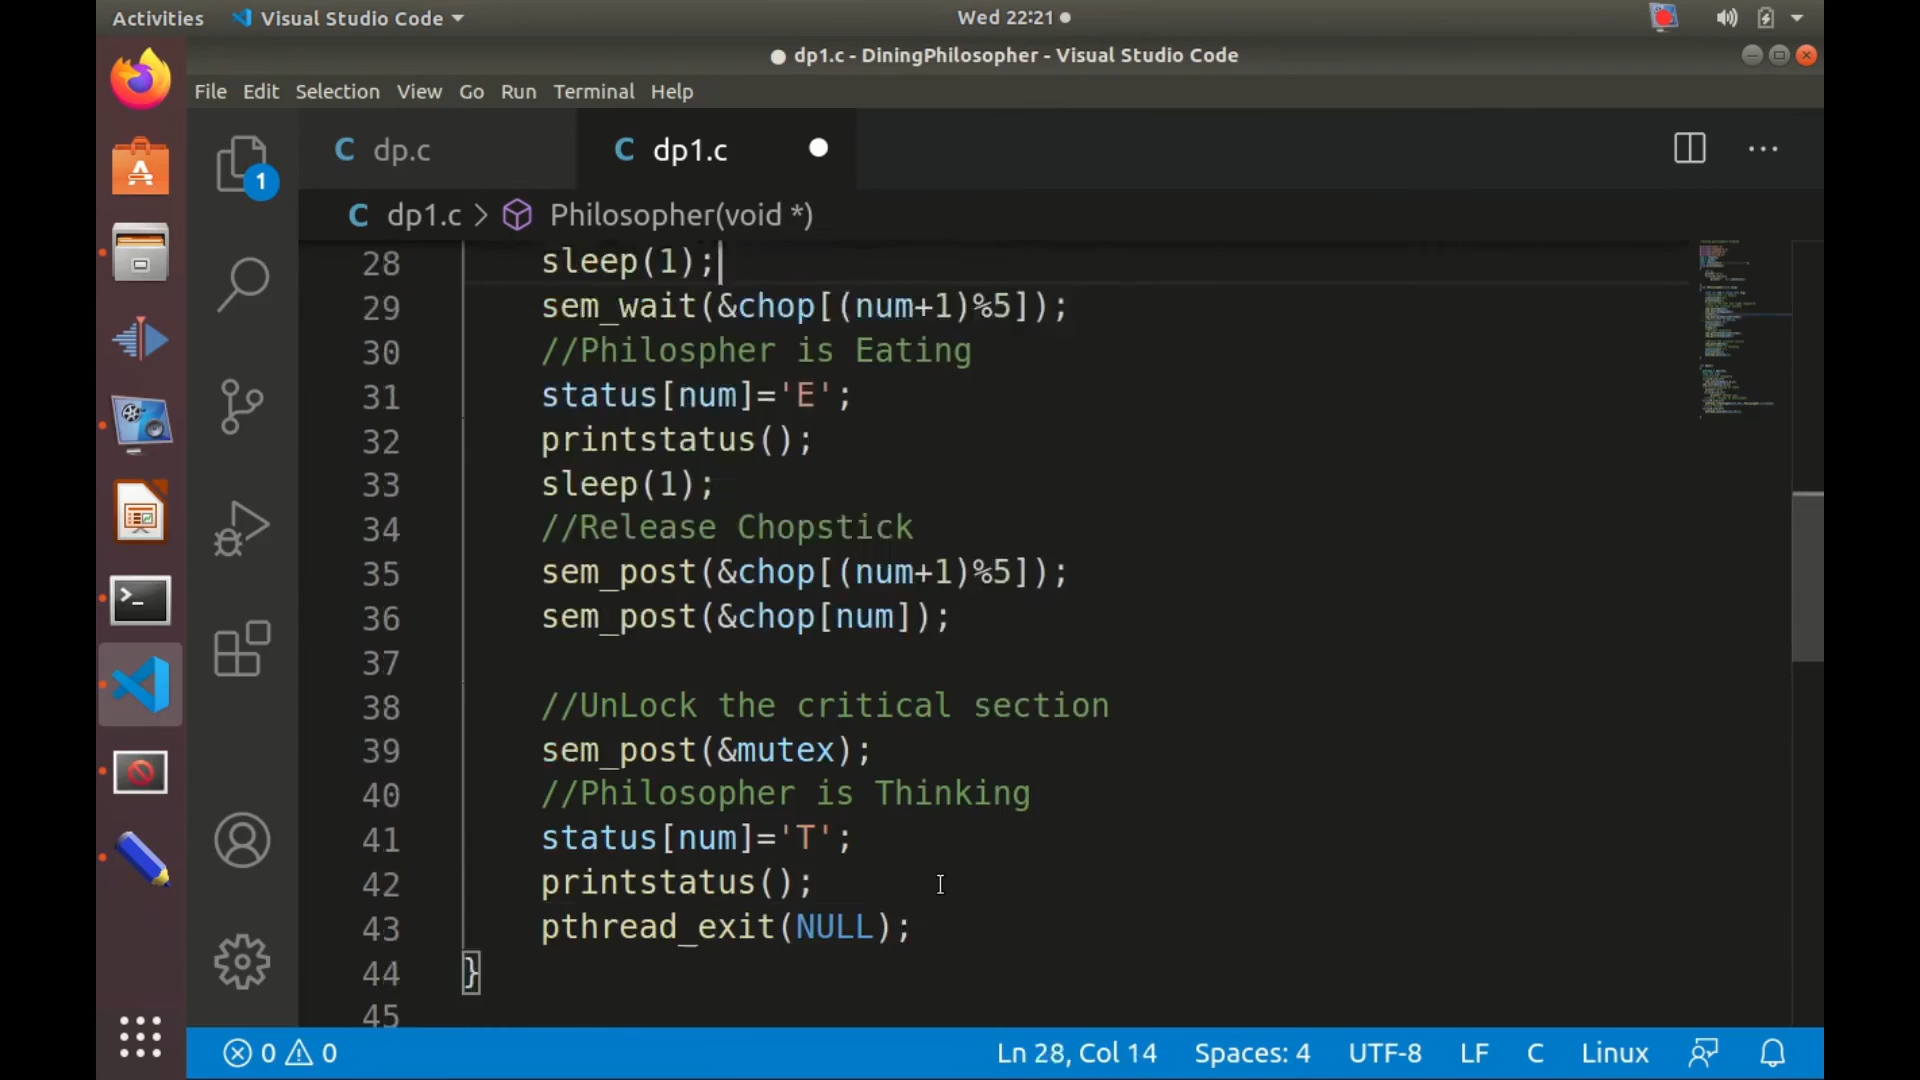 Activities
Visual Studio Code
Wed 22:21
dp1.c - DiningPhilosopher - Visual Studio Code
File Edit Selection View Go Run Terminal Help
1
C dp.c
C dp1.c
C dp1.c > Philosopher(void *)
28 sleep(1);
29 sem_wait(&chop[(num+1)%5]);
30 //Philospher is Eating
31 status[num]='E';
32 printstatus();
33 sleep(1);
34 //Release Chopstick
35 sem_post(&chop[(num+1)%5]);
36 sem_post(&chop[num]);
37
38 //UnLock the critical section
39 sem_post(&mutex);
40 //Philosopher is Thinking
41 status[num]='T';
42 printstatus();
43 pthread_exit(NULL);
44 }
45
0 0 Ln 28, Col 14 Spaces: 4 UTF-8 LF C Linux